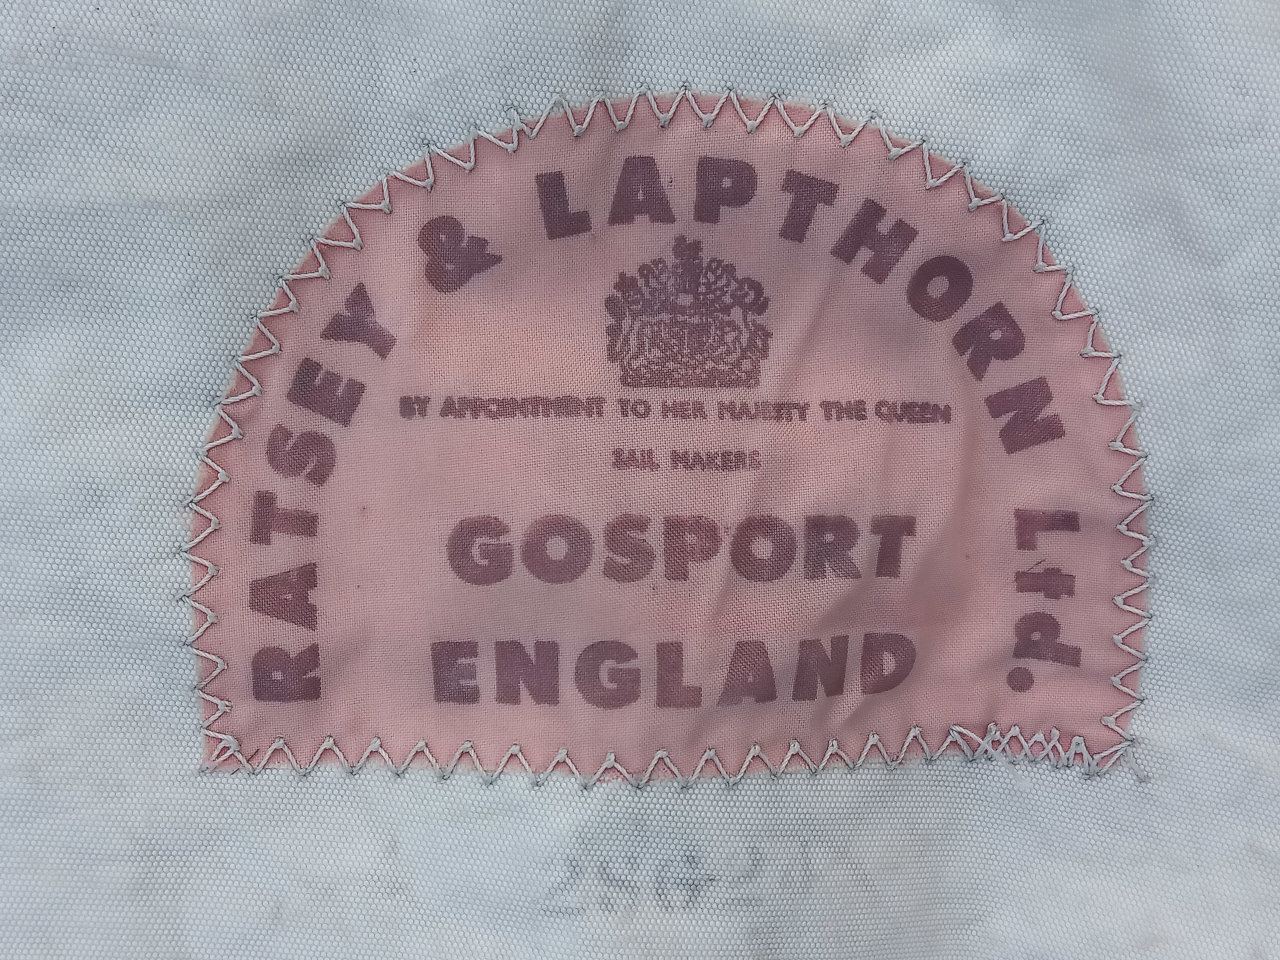 RATSEY & LAPTHORN Ltd.
BY APPOINTMENT TO HER MAJESTY THE QUEEN
SAIL MAKERS
GOSPORT
ENGLAND